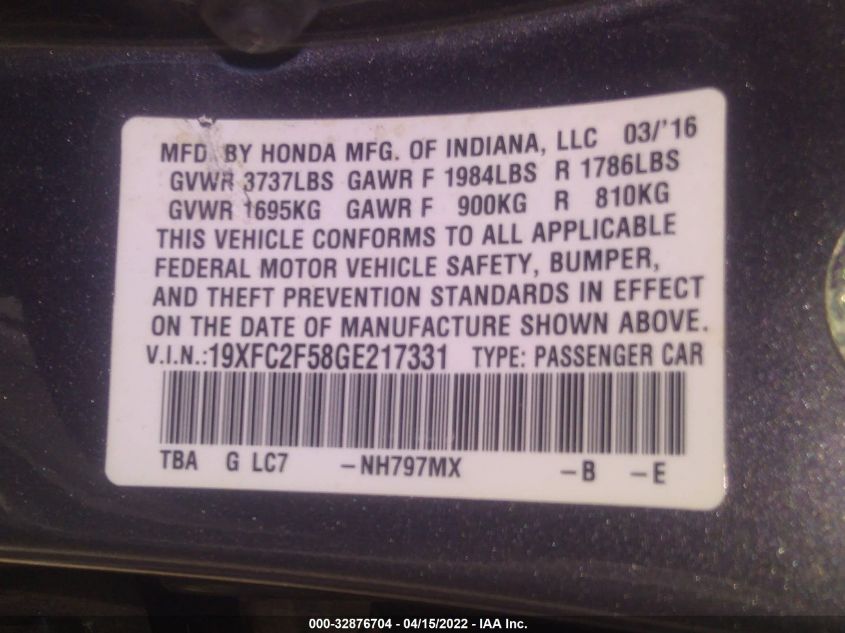 MFD. BY HONDA MFG. OF INDIANA, LLC 03/'16
GVWR 3737LBS GAWR F 1984LBS R 1786LBS
GVWR 1695KG GAWR F 900KG R 810KG
THIS VEHICLE CONFORMS TO ALL APPLICABLE
FEDERAL MOTOR VEHICLE SAFETY, BUMPER,
AND THEFT PREVENTION STANDARDS IN EFFECT
ON THE DATE OF MANUFACTURE SHOWN ABOVE.
V.I.N.:19XFC2F58GE217331 TYPE: PASSENGER CAR
TBA G LC7 -NH797MX -B -E
000-32876704 - 04/15/2022 - IAA Inc.